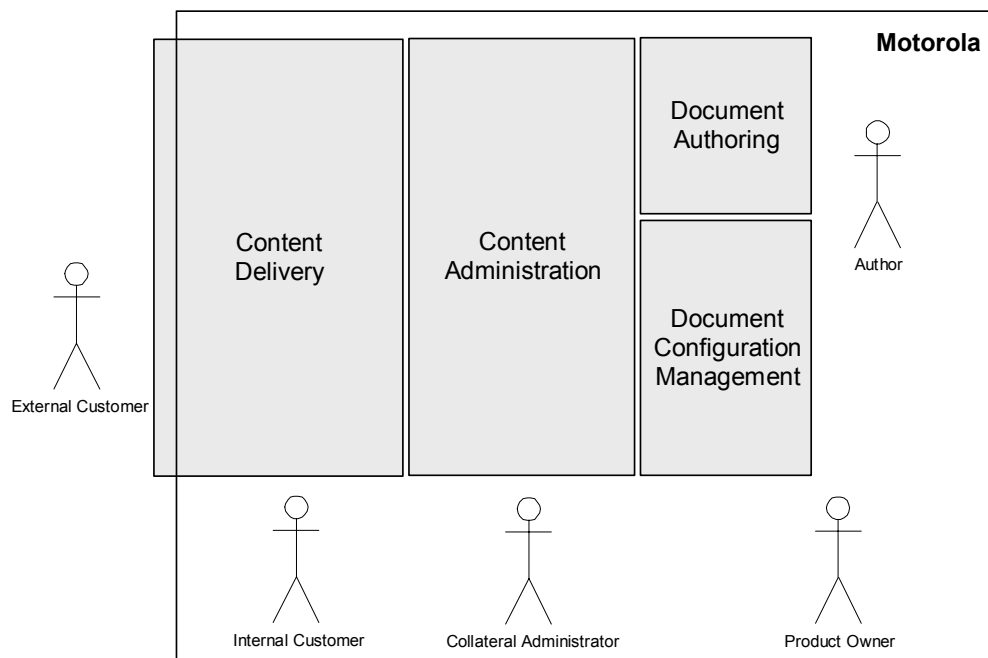 Motorola
Document
Authoring
Content
Delivery
Content
Administration
Author
Document
Configuration
Management
External Customer
Internal Customer
Collateral Administrator
Product Owner